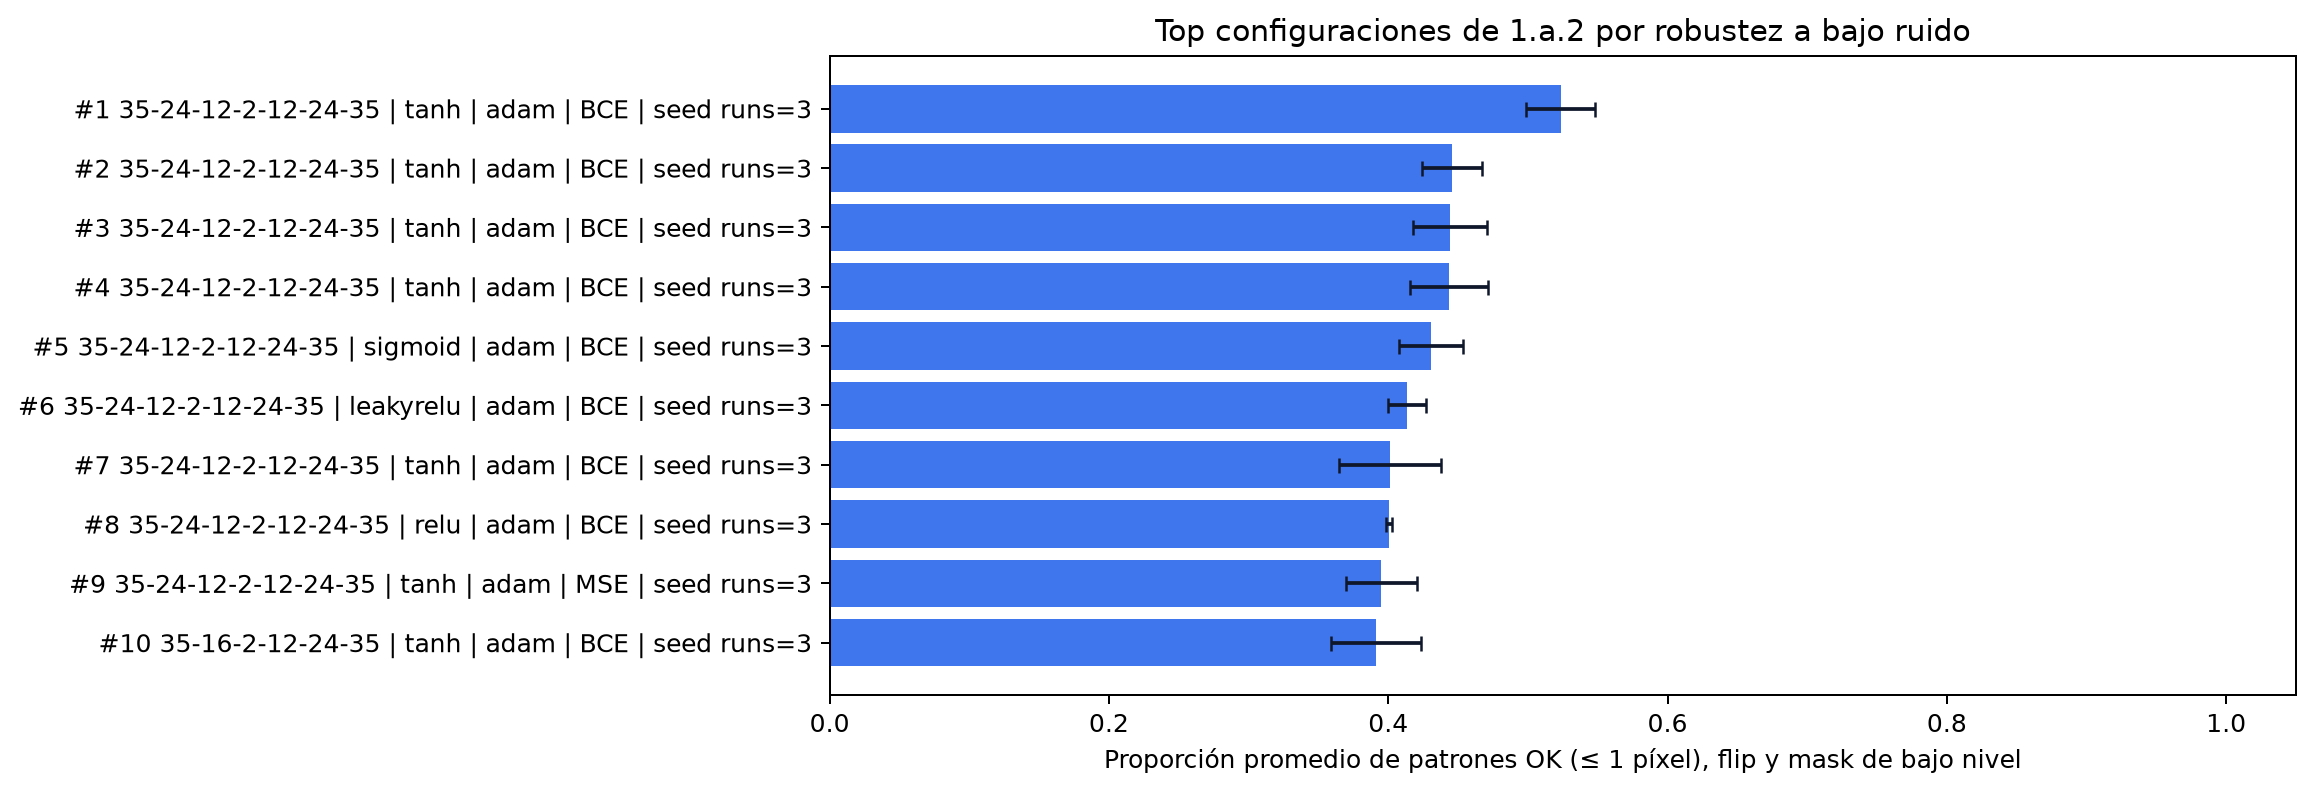 Top configuraciones de 1.a.2 por robustez a bajo ruido
#1 35-24-12-2-12-24-35 | tanh | adam | BCE | seed runs=3
#2 35-24-12-2-12-24-35 | tanh | adam | BCE | seed runs=3
#3 35-24-12-2-12-24-35 | tanh | adam | BCE | seed runs=3
#4 35-24-12-2-12-24-35 | tanh | adam | BCE | seed runs=3
#5 35-24-12-2-12-24-35 | sigmoid | adam | BCE | seed runs=3
#6 35-24-12-2-12-24-35 | leakyrelu | adam | BCE | seed runs=3
#7 35-24-12-2-12-24-35 | tanh | adam | BCE | seed runs=3
#8 35-24-12-2-12-24-35 | relu | adam | BCE | seed runs=3
#9 35-24-12-2-12-24-35 | tanh | adam | MSE | seed runs=3
#10 35-16-2-12-24-35 | tanh | adam | BCE | seed runs=3
0.0 0.2 0.4 0.6 0.8 1.0
Proporción promedio de patrones OK (≤ 1 píxel), flip y mask de bajo nivel